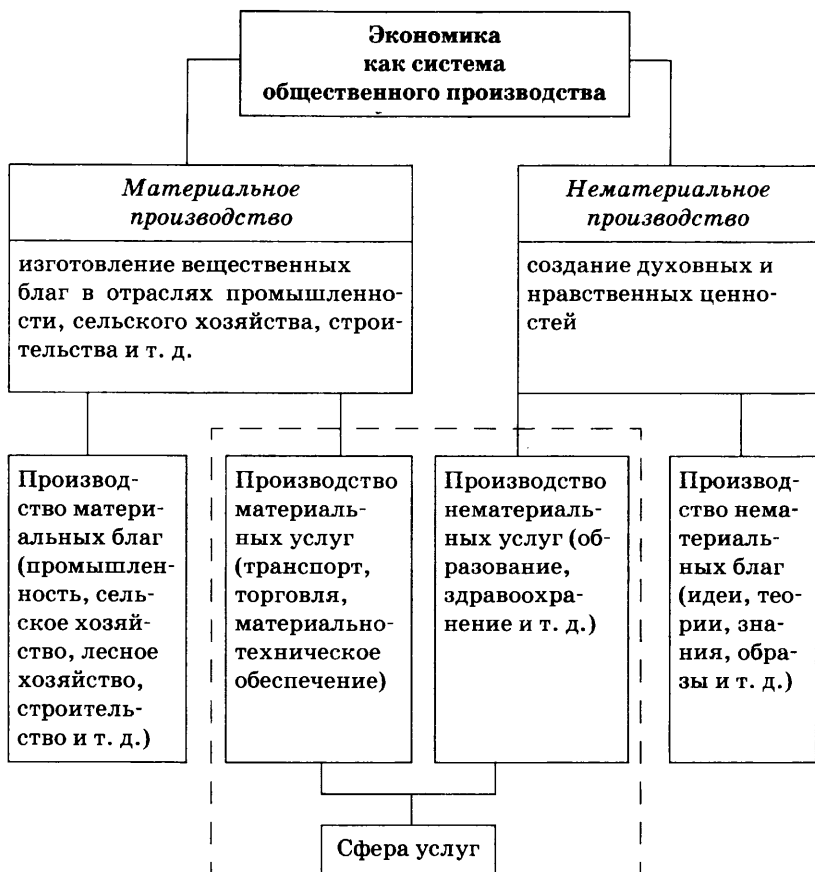 Экономика
как система
общественного производства
Материальное
производство
изготовление вещественных
благ в отраслях промышленно-
сти, сельского хозяйства, строи-
тельства и т. д.
Нематериальное
производство
создание духовных и
нравственных ценно-
стей
Производ-
ство матери-
альных благ
(промышлен-
ность, сель-
ское хозяй-
ство, лесное
хозяйство,
строитель-
ство и т. д.)
Производство
материаль-
ных услуг
(транспорт,
торговля,
материально-
техническое
обеспечение)
Производство
нематериаль-
ных услуг (об-
разование,
здравоохра-
нение и т. д.)
Производ-
ство нема-
териаль-
ных благ
(идеи, тео-
рии, зна-
ния, обра-
зы и т. д.)
Сфера услуг